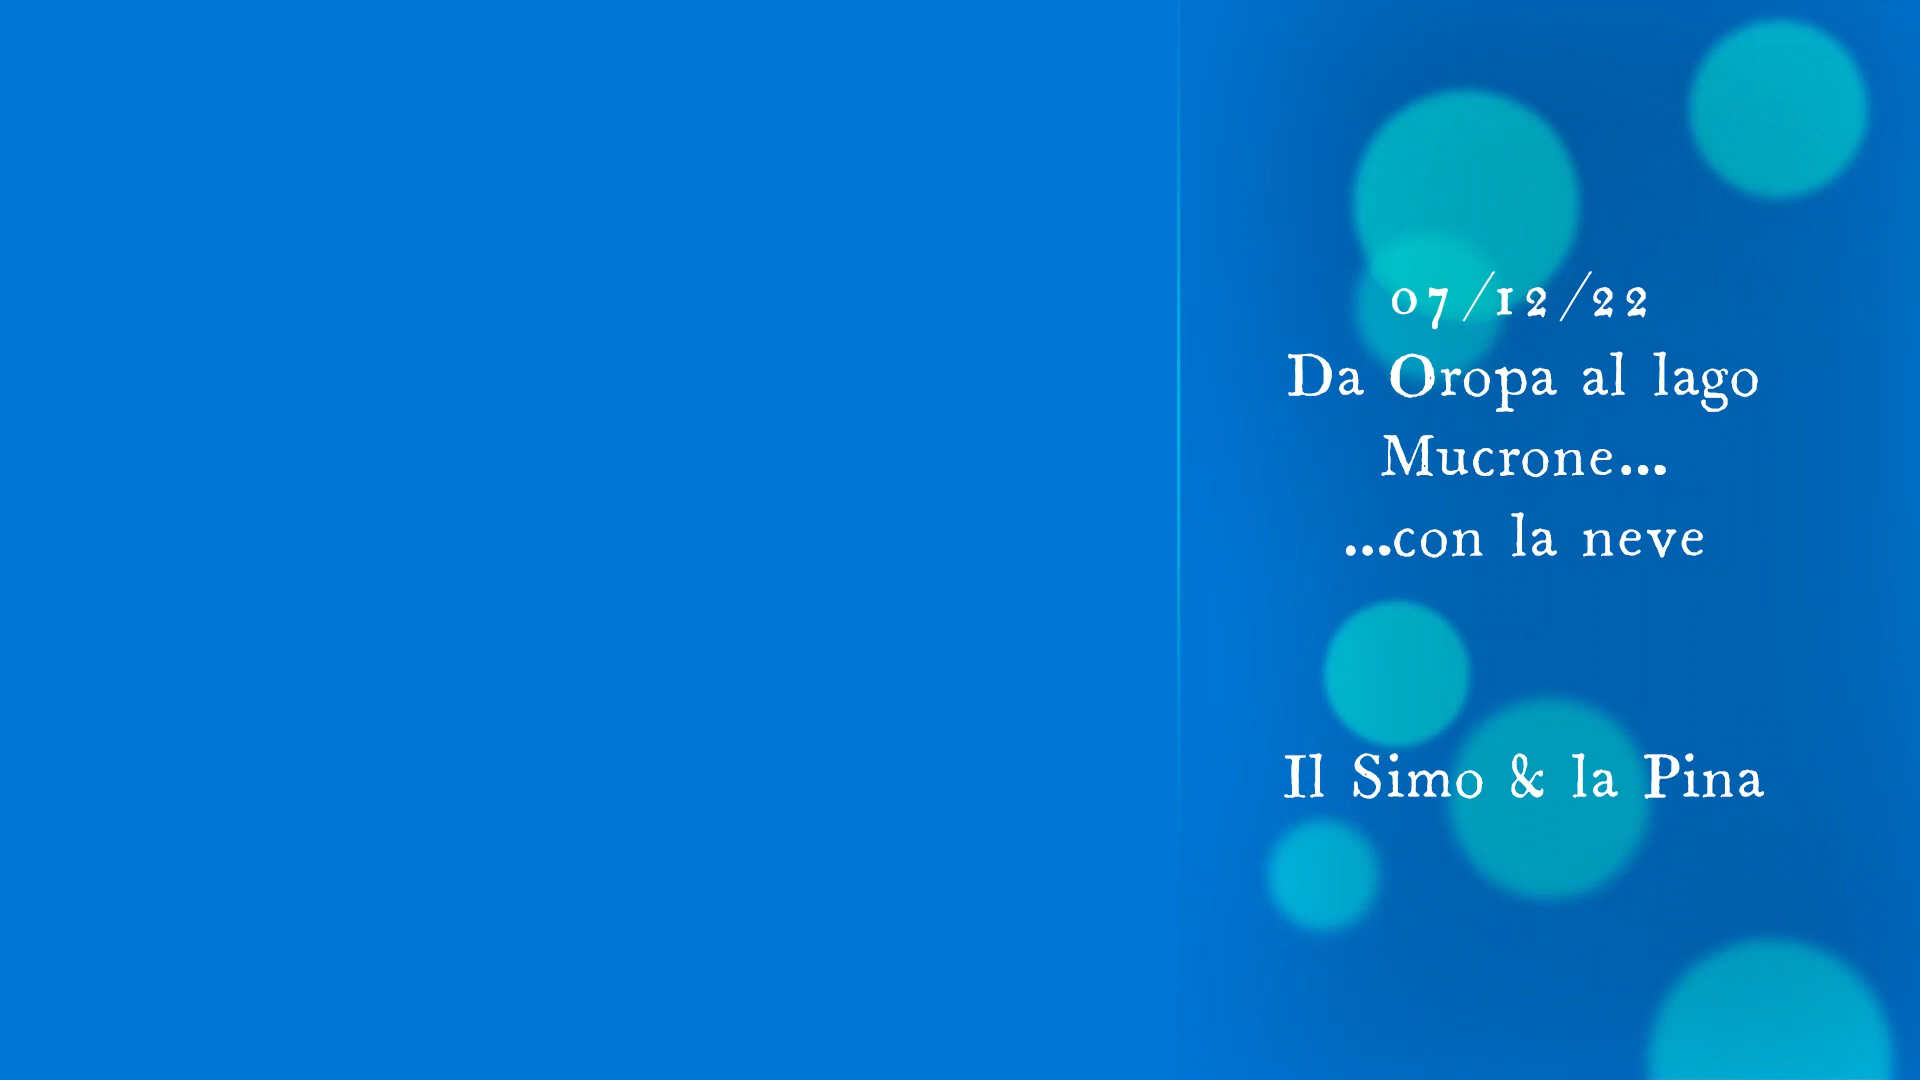 07/12/22
Da Oropa al lago
Mucrone...
...con la neve
Il Simo & la Pina